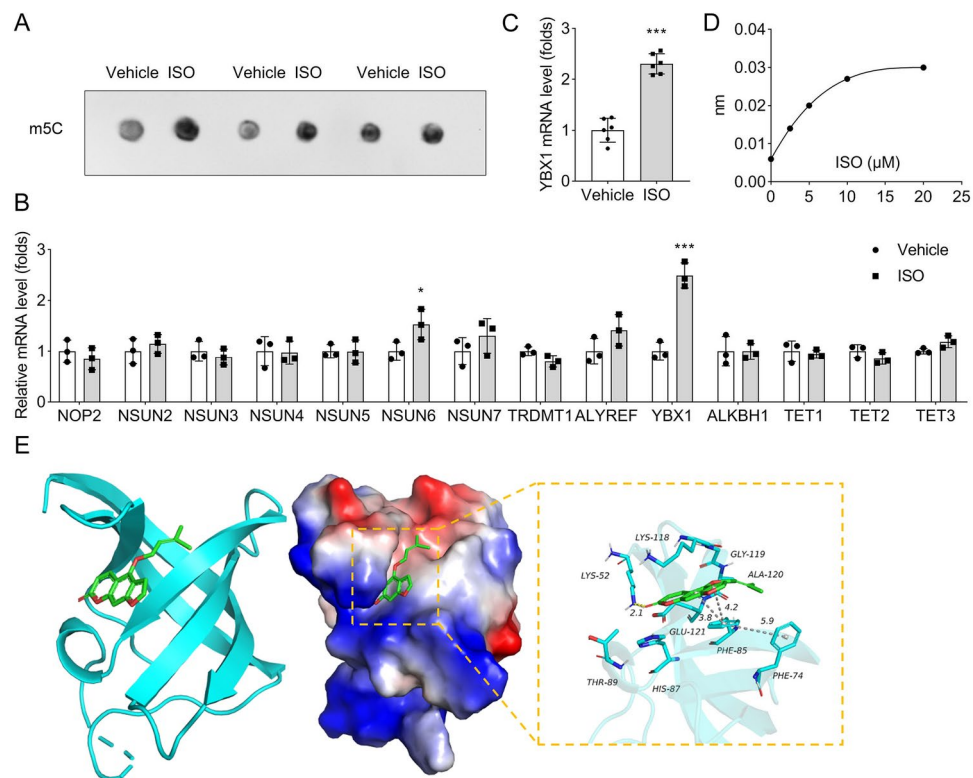 A
Vehicle ISO Vehicle ISO Vehicle ISO
m5C
C
YBX1 mRNA level (folds)
3
2
1
0
***
Vehicle ISO
D
nm
0.04
0.03
0.02
0.01
0.00
ISO (µM)
0 5 10 15 20 25
B
Relative mRNA level (folds)
3
2
1
0
*
***
Vehicle
ISO
NOP2 NSUN2 NSUN3 NSUN4 NSUN5 NSUN6 NSUN7 TRDMT1 ALYREF YBX1 ALKBH1 TET1 TET2 TET3
E
LYS-118
GLY-119
LYS-52
ALA-120
2.1
4.2
3.8
5.9
GLU-121
PHE-85
THR-89
HIS-87
PHE-74